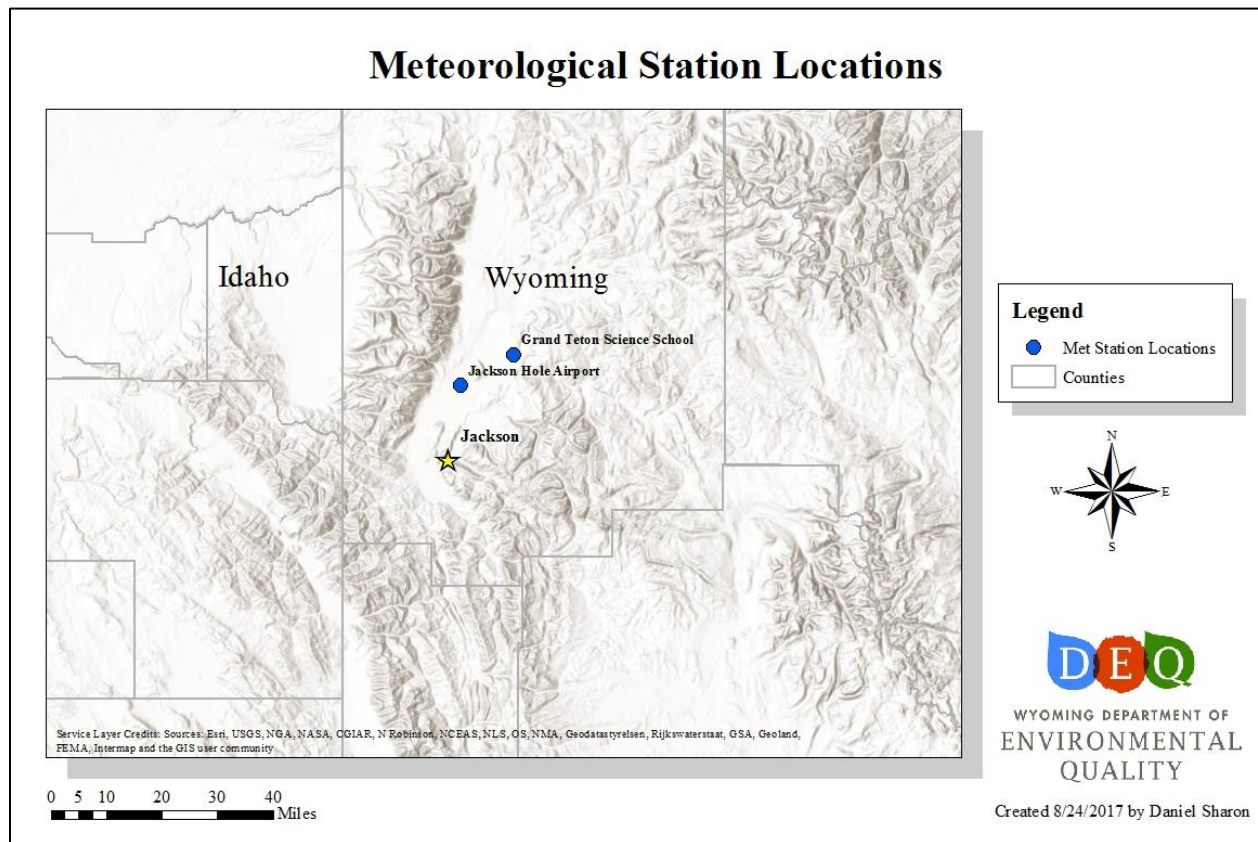 Meteorological Station Locations
Idaho
Wyoming
Grand Teton Science School
Jackson Hole Airport
Jackson
Service Layer Credits: Sources: Esri, USGS, NGA, NASA, CGIAR, N Robinson, NCEAS, NLS, OS, NMA, Geodatastyrelsen, Rijkswaterstaat, GSA, Geoland,
FEMA, Intermap and the GIS user community
0 5 10 20 30 40
Miles
Legend
Met Station Locations
Counties
N
W E
S
DEQ
WYOMING DEPARTMENT OF
ENVIRONMENTAL
QUALITY
Created 8/24/2017 by Daniel Sharon